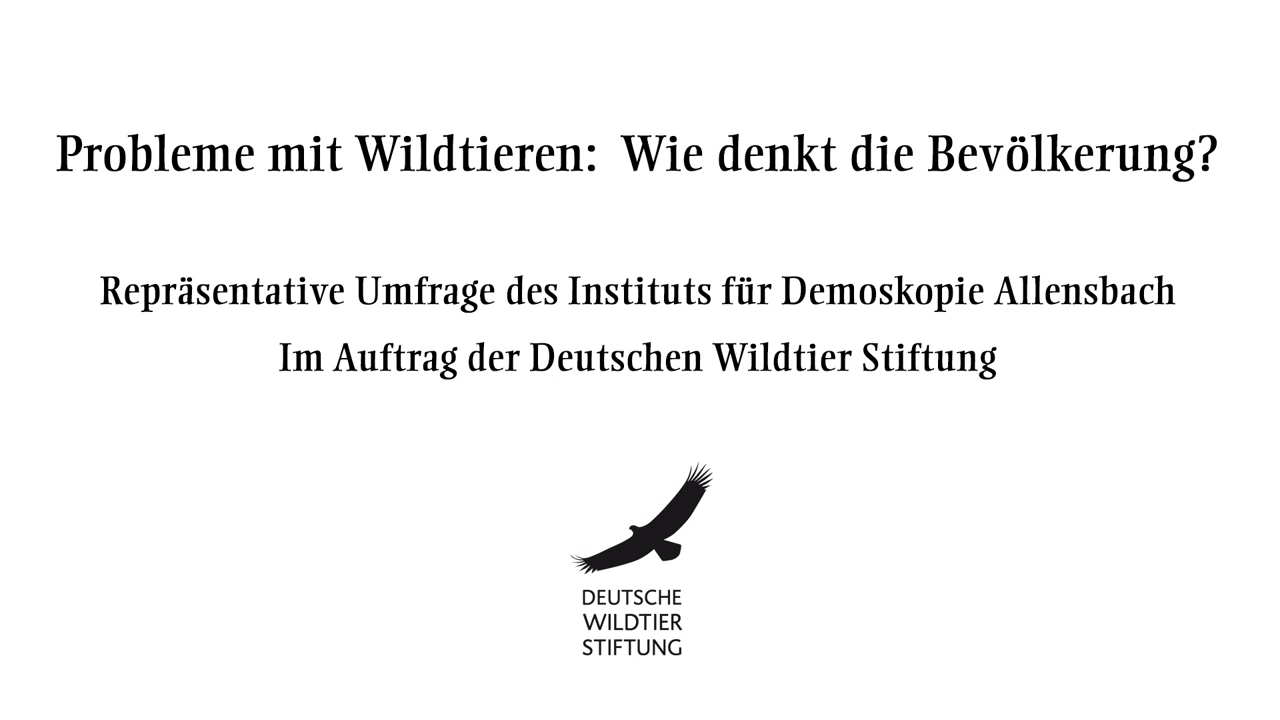 Probleme mit Wildtieren: Wie denkt die Bevölkerung?
Repräsentative Umfrage des Instituts für Demoskopie Allensbach
Im Auftrag der Deutschen Wildtier Stiftung
DEUTSCHE
WILDTIER
STIFTUNG